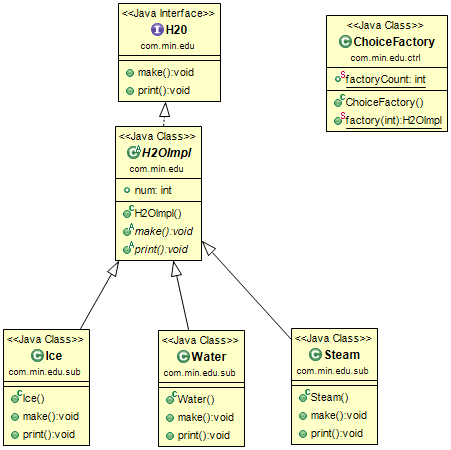 <<Java Interface>>
H20
com.min.edu
make():void
print():void
<<Java Class>>
ChoiceFactory
com.min.edu.ctrl
factoryCount: int
ChoiceFactory()
factory(int):H2OImpl
<<Java Class>>
H2OImpl
com.min.edu
num: int
H2OImpl()
make():void
print():void
<<Java Class>>
Ice
com.min.edu.sub
Ice()
make():void
print():void
<<Java Class>>
Water
com.min.edu.sub
Water()
make():void
print():void
<<Java Class>>
Steam
com.min.edu.sub
Steam()
make():void
print():void